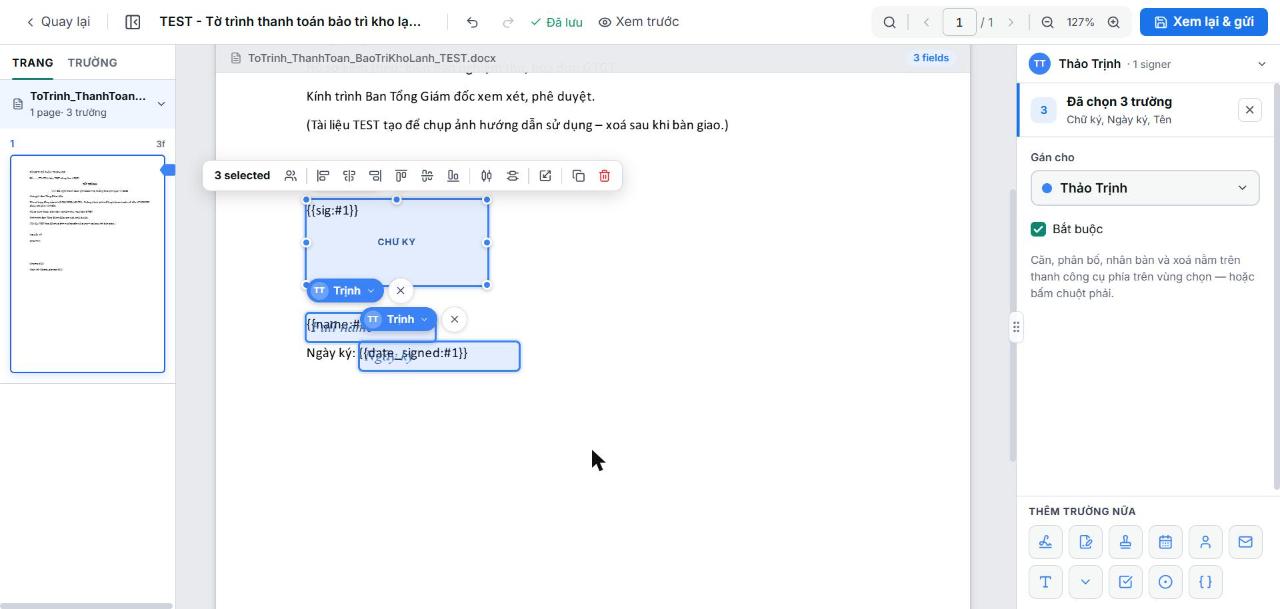 Quay lại
TEST - Tờ trình thanh toán bảo trì kho lạ...
Đã lưu
Xem trước
1 / 1
127%
Xem lại & gửi
TRANG
TRƯỜNG
ToTrinh_ThanhToan...
1 page· 3 trường
1
3f
ToTrinh_ThanhToan_BaoTriKhoLanh_TEST.docx
3 fields
Kính trình Ban Tổng Giám đốc xem xét, phê duyệt.
(Tài liệu TEST tạo để chụp ảnh hướng dẫn sử dụng – xoá sau khi bàn giao.)
3 selected
{{sig:#1}}
CHỮ KÝ
TT Trịnh
{{name:#
TT Trịnh
Ngày ký: {{date_signed:#1}}
TT Thảo Trịnh · 1 signer
3
Đã chọn 3 trường
Chữ ký, Ngày ký, Tên
Gán cho
Thảo Trịnh
Bắt buộc
Căn, phân bố, nhân bản và xoá nằm trên
thanh công cụ phía trên vùng chọn — hoặc
bấm chuột phải.
THÊM TRƯỜNG NỮA